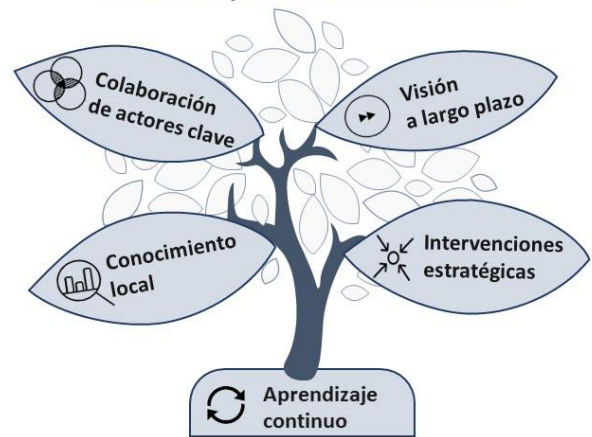 Colaboración
de actores clave
Visión
a largo plazo
Conocimiento
local
Intervenciones
estratégicas
Aprendizaje
continuo